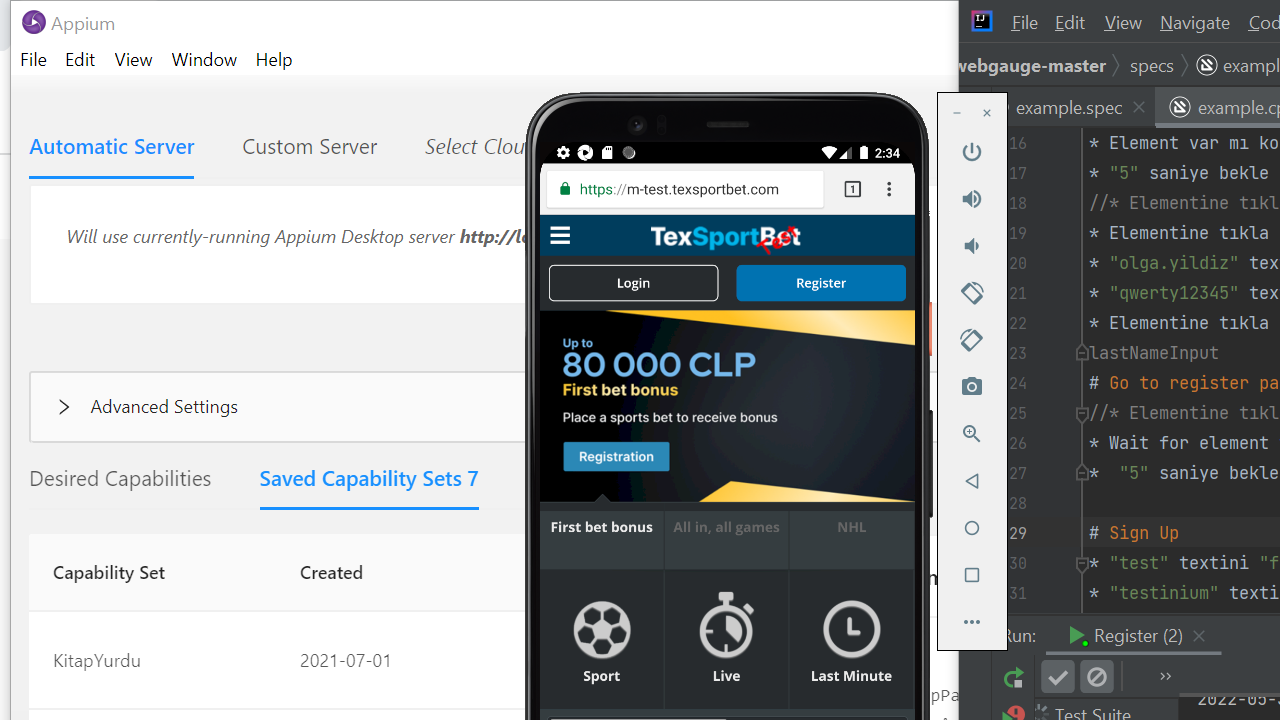 Appium
File Edit View Window Help
Automatic Server Custom Server Select Clou
Will use currently-running Appium Desktop server http://lo
Advanced Settings
Desired Capabilities Saved Capability Sets 7
Capability Set Created
KitapYurdu 2021-07-01
2:34
https://m-test.texsportbet.com 1
TexSportBet
Test
Login Register
Up to
80 000 CLP
First bet bonus
Place a sports bet to receive bonus
Registration
First bet bonus All in, all games NHL
Sport Live Last Minute
File Edit View Navigate Cod
webgauge-master specs exampl
example.spec example.cp
16 * Element var mı ko
17 * "5" saniye bekle
18 //* Elementine tıkl
19 * Elementine tıkla
20 * "olga.yildiz" tex
21 * "qwerty12345" tex
22 * Elementine tıkla
23 lastNameInput
24 # Go to register pa
25 //* Elementine tıkl
26 * Wait for element
27 * "5" saniye bekle
28
29 # Sign Up
30 * "test" textini "f
31 * "testinium" texti
Run: Register (2)
»
Test Suite
2022-05-
pPa